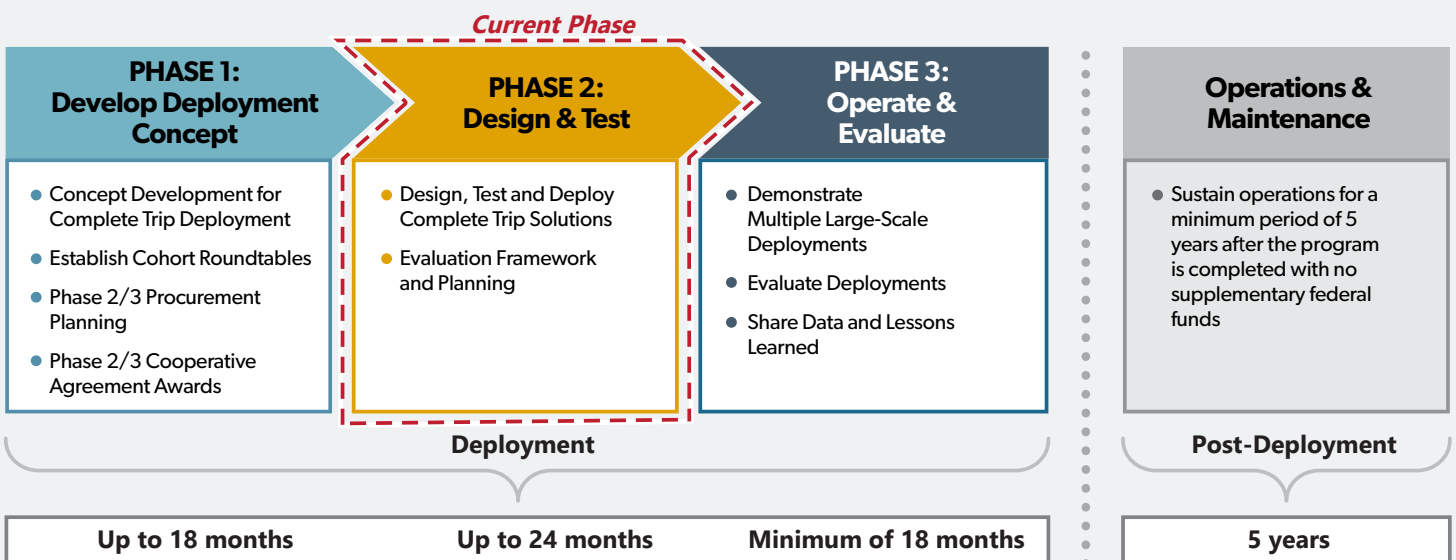 Current Phase
PHASE 1:
Develop Deployment
Concept
Concept Development for
Complete Trip Deployment
Establish Cohort Roundtables
Phase 2/3 Procurement
Planning
Phase 2/3 Cooperative
Agreement Awards
PHASE 2:
Design & Test
Design, Test and Deploy
Complete Trip Solutions
Evaluation Framework
and Planning
PHASE 3:
Operate &
Evaluate
Demonstrate
Multiple Large-Scale
Deployments
Evaluate Deployments
Share Data and Lessons
Learned
Operations &
Maintenance
Sustain operations for a
minimum period of 5
years after the program
is completed with no
supplementary federal
funds
Deployment
Post-Deployment
Up to 18 months
Up to 24 months
Minimum of 18 months
5 years